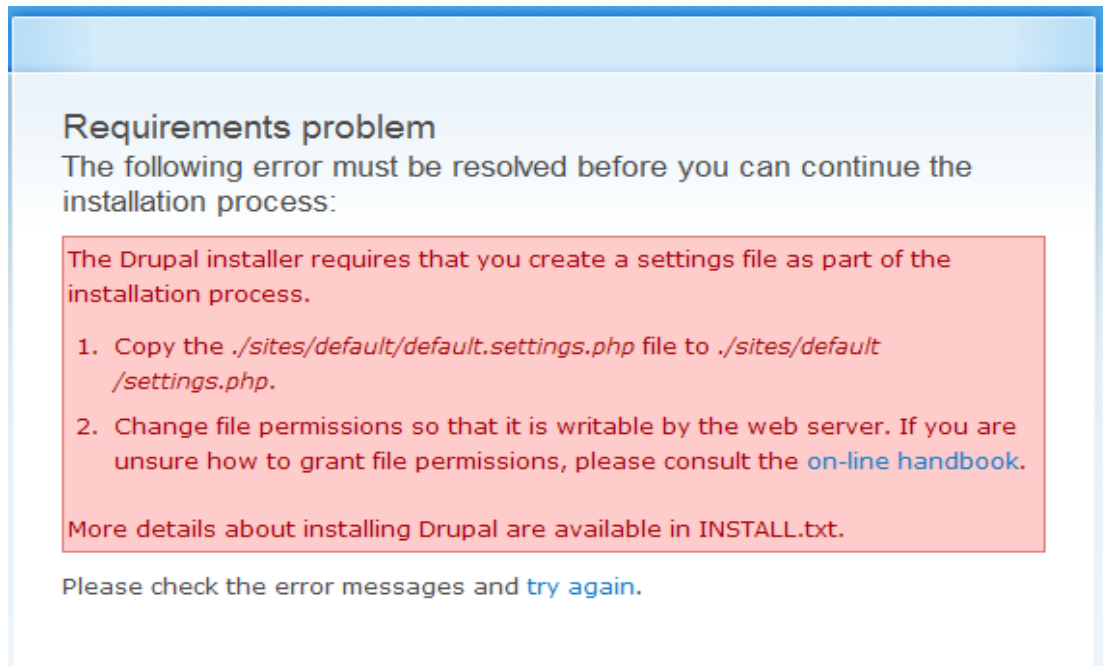 Requirements problem
The following error must be resolved before you can continue the
installation process:
The Drupal installer requires that you create a settings file as part of the
installation process.
1. Copy the ./sites/default/default.settings.php file to ./sites/default
/settings.php.
2. Change file permissions so that it is writable by the web server. If you are
unsure how to grant file permissions, please consult the on-line handbook.
More details about installing Drupal are available in INSTALL.txt.
Please check the error messages and try again.